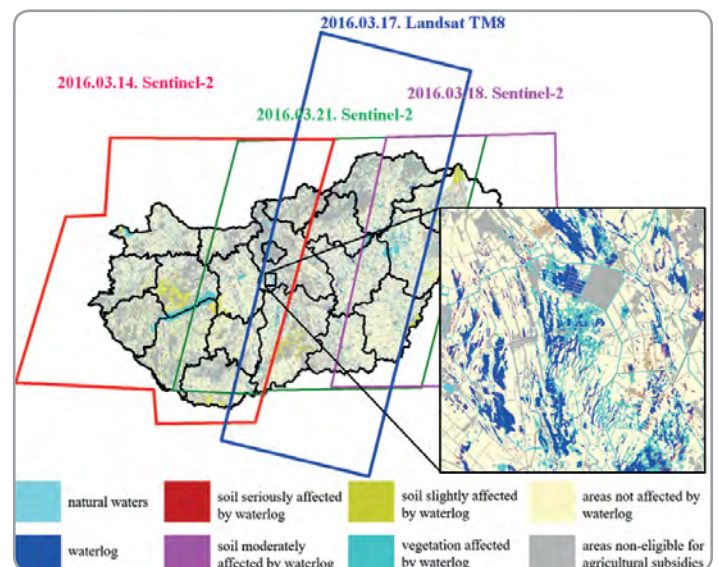 2016.03.17. Landsat TM8
2016.03.14. Sentinel-2
2016.03.18. Sentinel-2
2016.03.21. Sentinel-2
natural waters
soil seriously affected
by waterlog
soil slightly affected
by waterlog
areas not affected by
waterlog
waterlog
soil moderately
affected by waterlog
vegetation affected
by waterlog
areas non-eligible for
agricultural subsidies